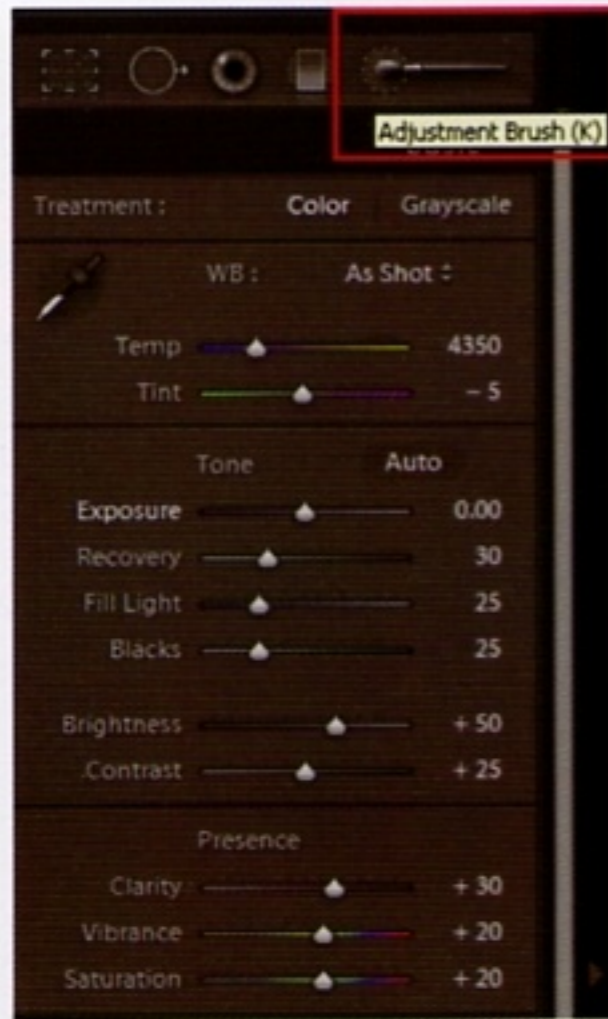 Adjustment Brush (K)
Treatment : Color Grayscale
WB : As Shot
Temp 4350
Tint – 5
Tone Auto
Exposure 0.00
Recovery 30
Fill Light 25
Blacks 25
Brightness + 50
Contrast + 25
Presence
Clarity + 30
Vibrance + 20
Saturation + 20